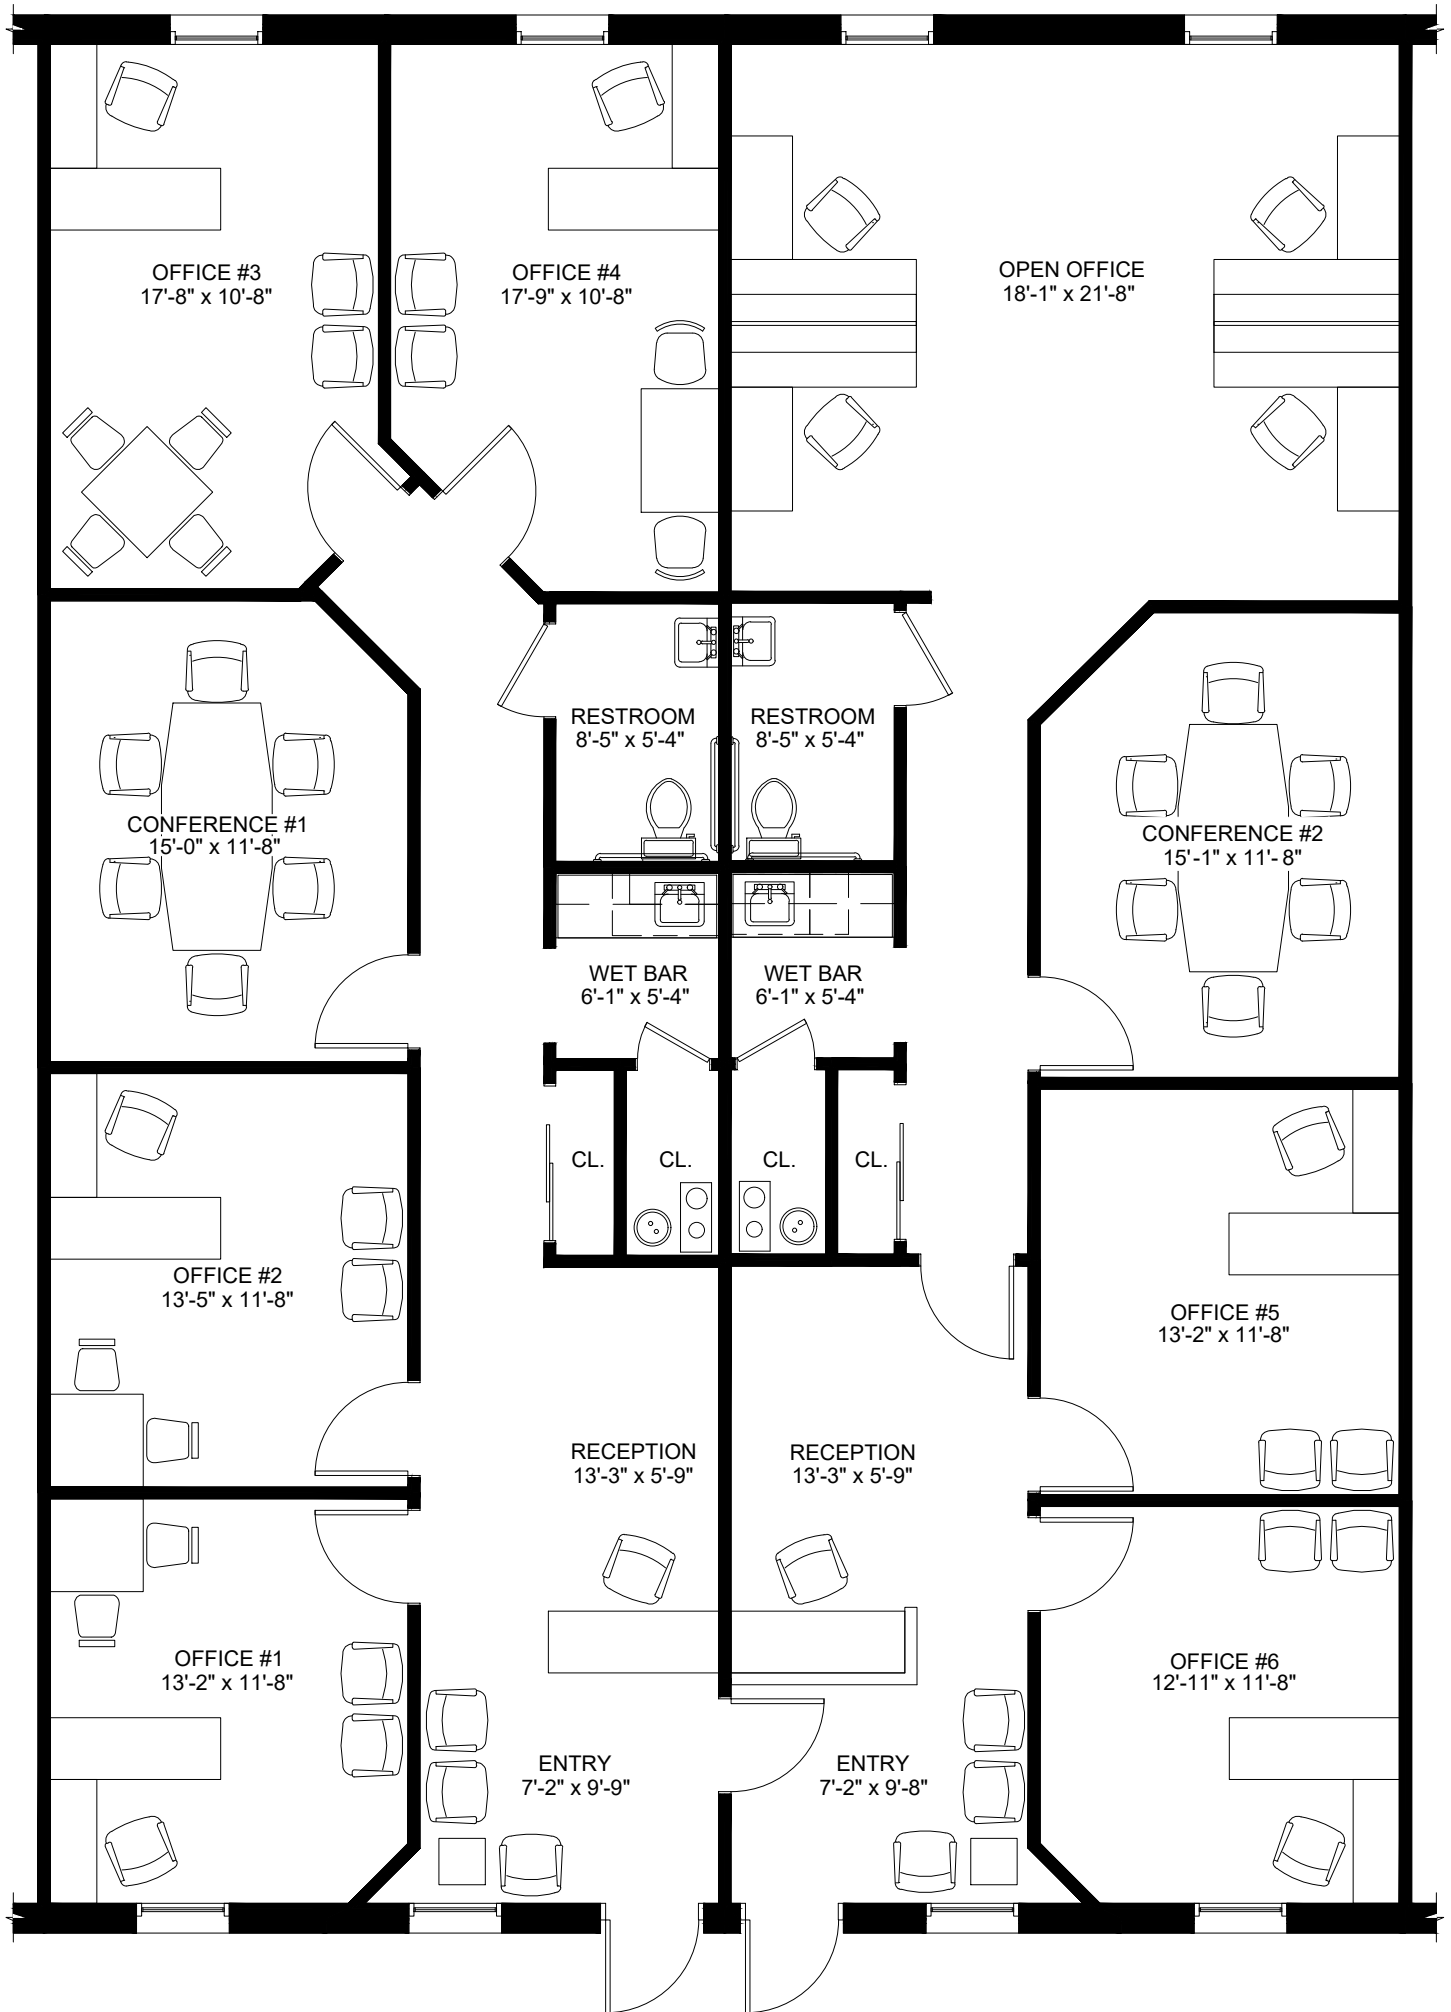 OFFICE #3
17'-8" x 10'-8"
OFFICE #4
17'-9" x 10'-8"
OPEN OFFICE
18'-1" x 21'-8"
RESTROOM
8'-5" x 5'-4"
RESTROOM
8'-5" x 5'-4"
CONFERENCE #1
15'-0" x 11'-8"
CONFERENCE #2
15'-1" x 11'- 8"
WET BAR
6'-1" x 5'-4"
WET BAR
6'-1" x 5'-4"
CL.
CL.
CL.
CL.
OFFICE #2
13'-5" x 11'-8"
OFFICE #5
13'-2" x 11'-8"
RECEPTION
13'-3" x 5'-9"
RECEPTION
13'-3" x 5'-9"
OFFICE #1
13'-2" x 11'-8"
OFFICE #6
12'-11" x 11'-8"
ENTRY
7'-2" x 9'-9"
ENTRY
7'-2" x 9'-8"